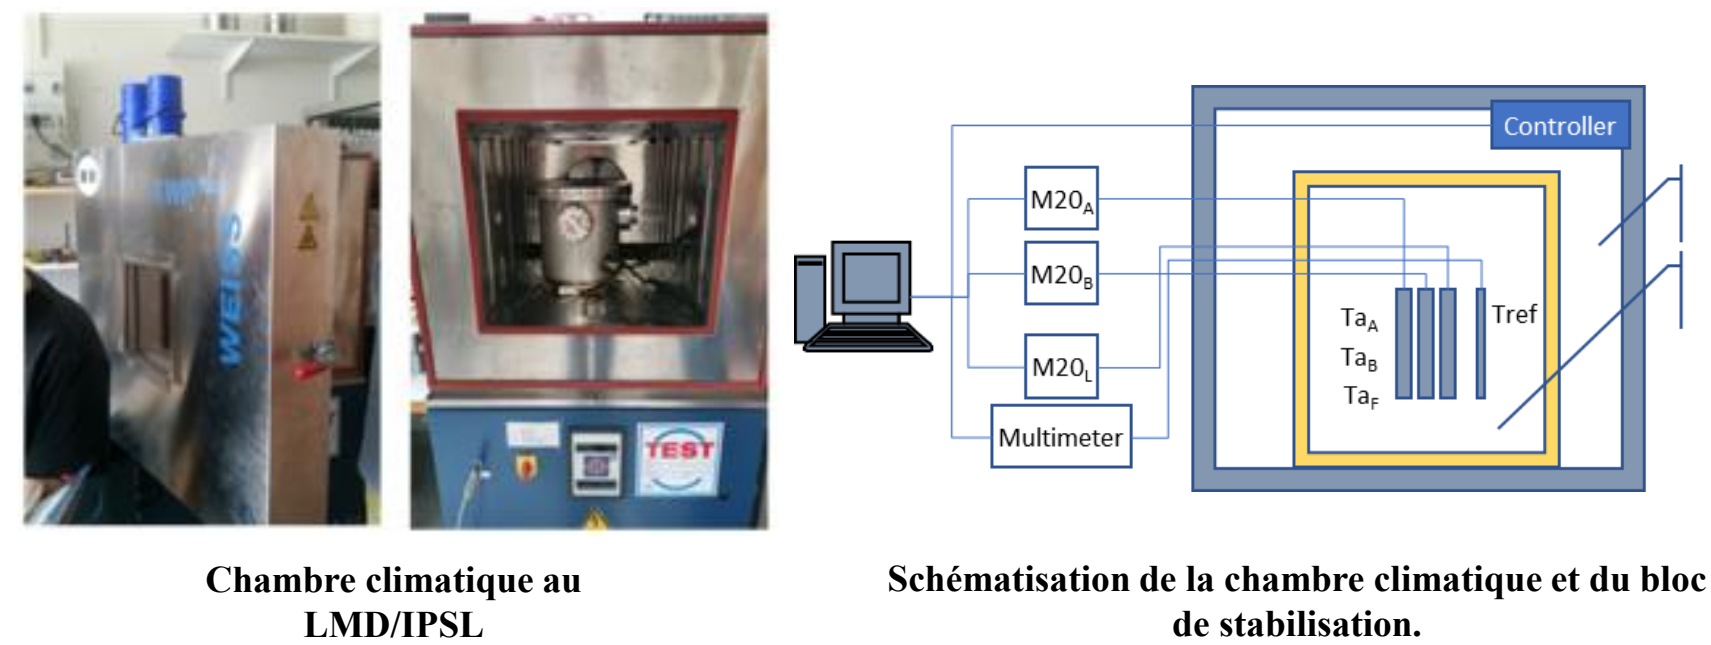 WEISS
TEST
Controller
M20A
M20B
M20L
Multimeter
TaA
TaB
TaF
Tref
Chambre climatique au
LMD/IPSL
Schématisation de la chambre climatique et du bloc
de stabilisation.